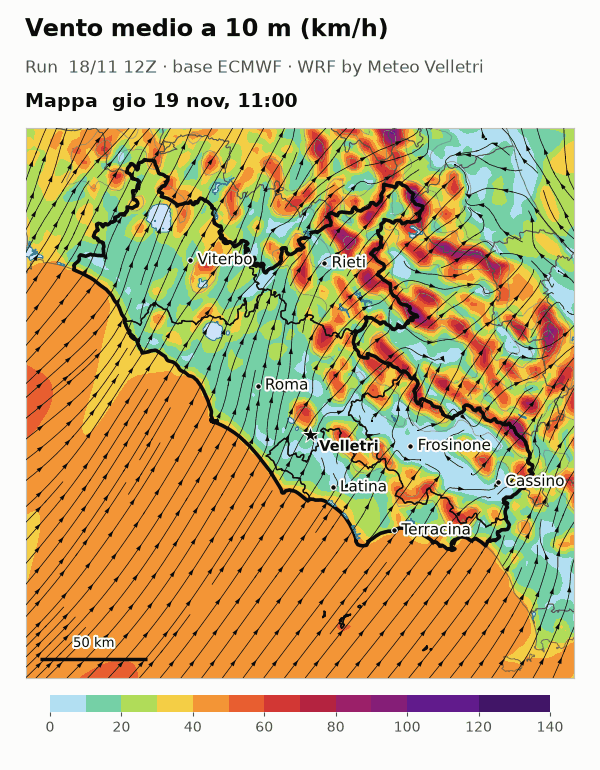 Vento medio a 10 m (km/h)
Run  18/11 12Z · base ECMWF · WRF by Meteo Velletri
Mappa  gio 19 nov, 11:00
Viterbo
Rieti
Roma
Velletri
Frosinone
Cassino
Latina
Terracina
50 km
0 20 40 60 80 100 120 140